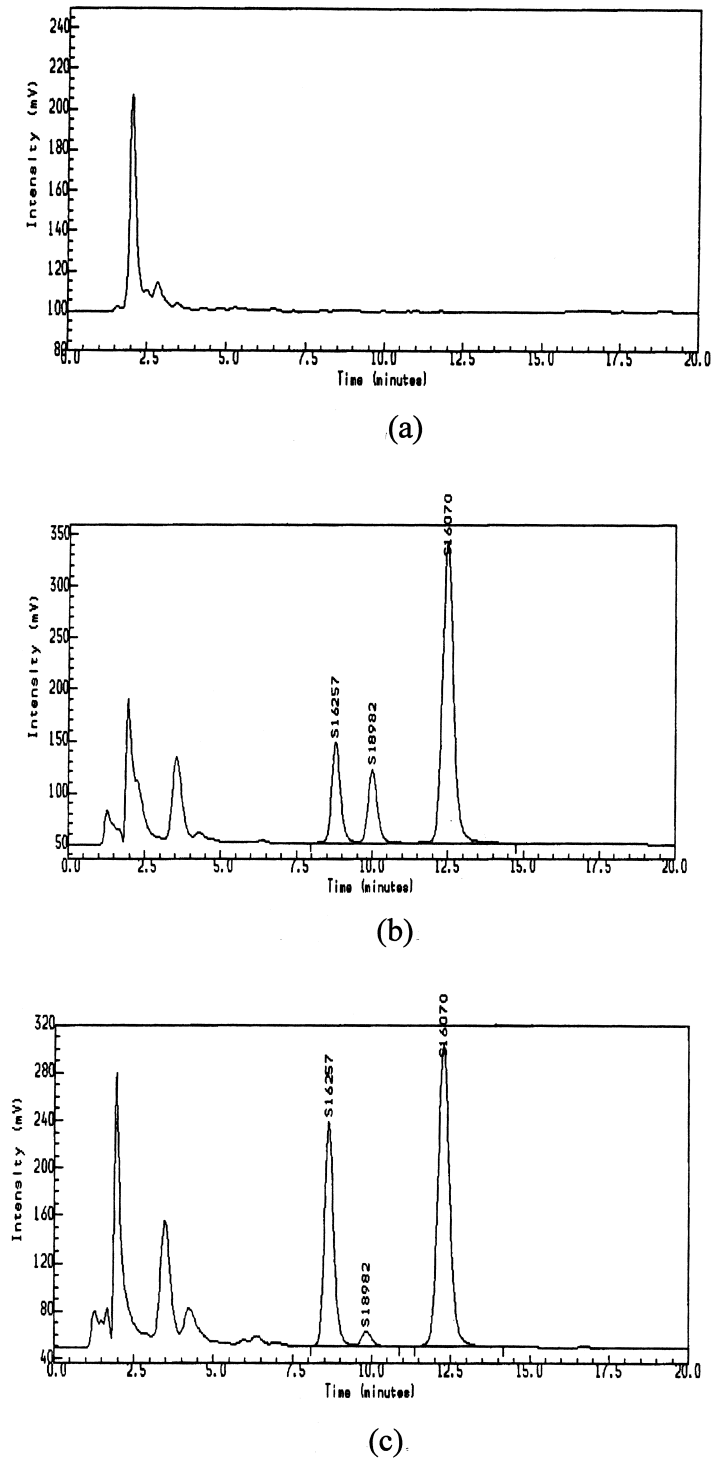 240
220
200
180
160
140
120
100
80
Intensity (mV)
0.0 2.5 5.0 7.5 10.0 12.5 15.0 17.5 20.0
Time (minutes)
(a)
350
300
250
200
150
100
50
Intensity (mV)
S16257
S18982
S16070
0.0 2.5 5.0 7.5 10.0 12.5 15.0 17.5 20.0
Time (minutes)
(b)
320
280
240
200
160
120
80
40
Intensity (mV)
S16257
S18982
S16070
0.0 2.5 5.0 7.5 10.0 12.5 15.0 17.5 20.0
Time (minutes)
(c)